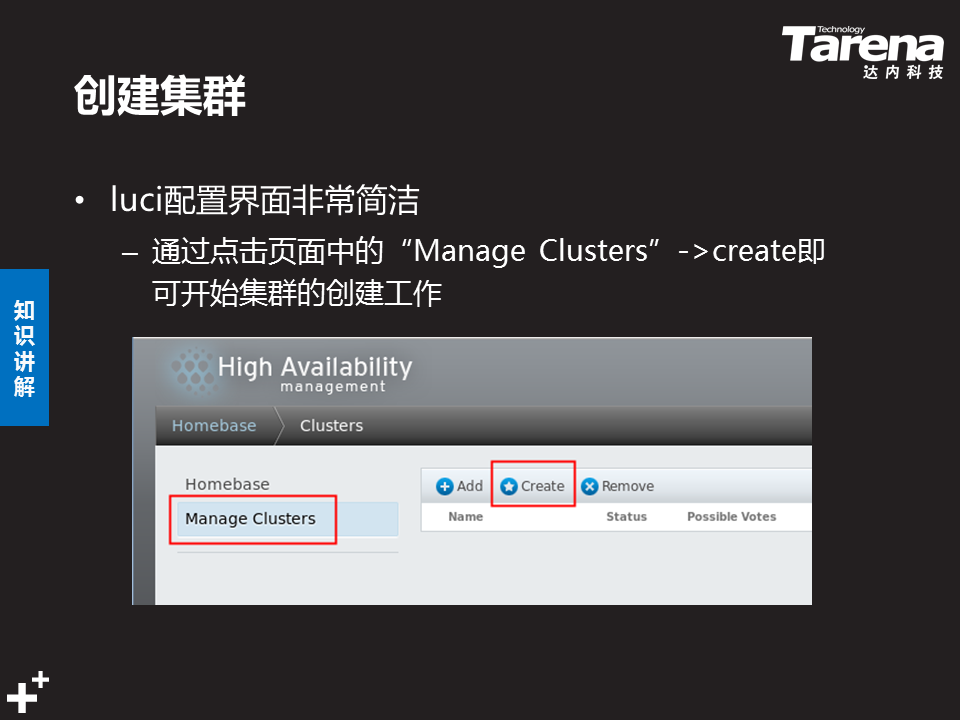 Technology
Tarena
达内科技
创建集群
• luci配置界面非常简洁
– 通过点击页面中的“Manage Clusters”->create即
可开始集群的创建工作
知识讲解
High Availability
management
Homebase Clusters
Homebase
Manage Clusters
Add Create Remove
Name Status Possible Votes